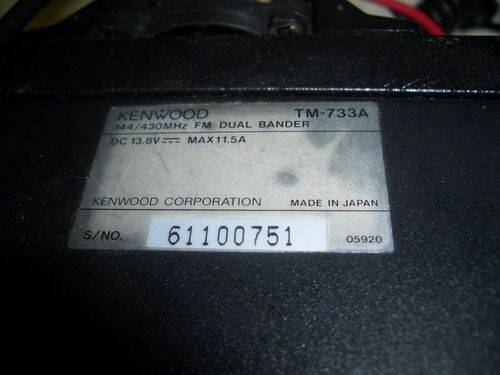 KENWOOD TM-733A
144/430MHz FM DUAL BANDER
DC 13.8V⎓ MAX11.5A
KENWOOD CORPORATION MADE IN JAPAN
S/NO. 61100751 05920